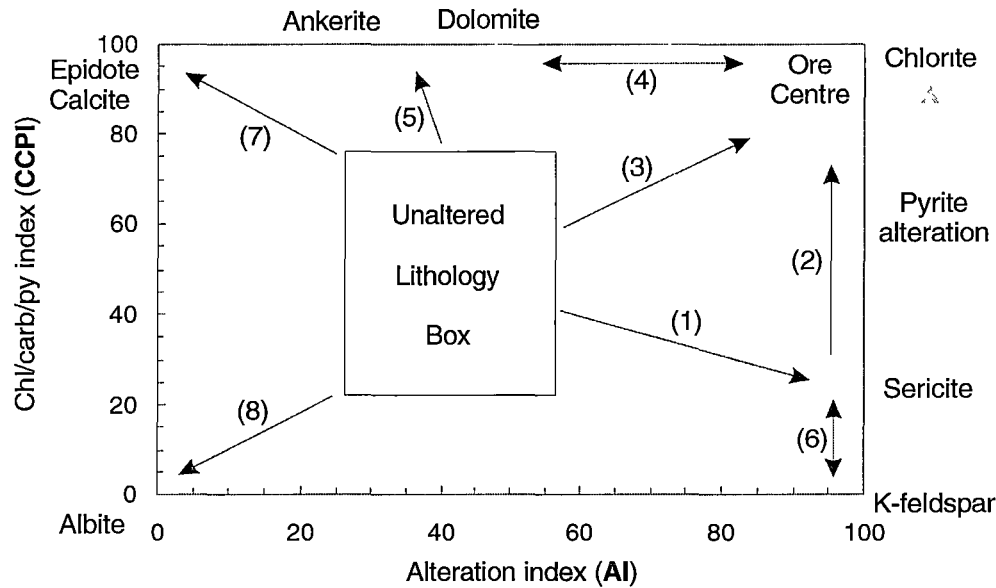 Ankerite Dolomite
100
Epidote
Calcite
80
60
40
20
0
Albite
Chl/carb/py index (CCPI)
(7)
(5)
(4)
Ore
Centre
Chlorite
(3)
Unaltered
Lithology
Box
(2)
Pyrite
alteration
(1)
Sericite
(8)
(6)
K-feldspar
0 20 40 60 80 100
Alteration index (AI)